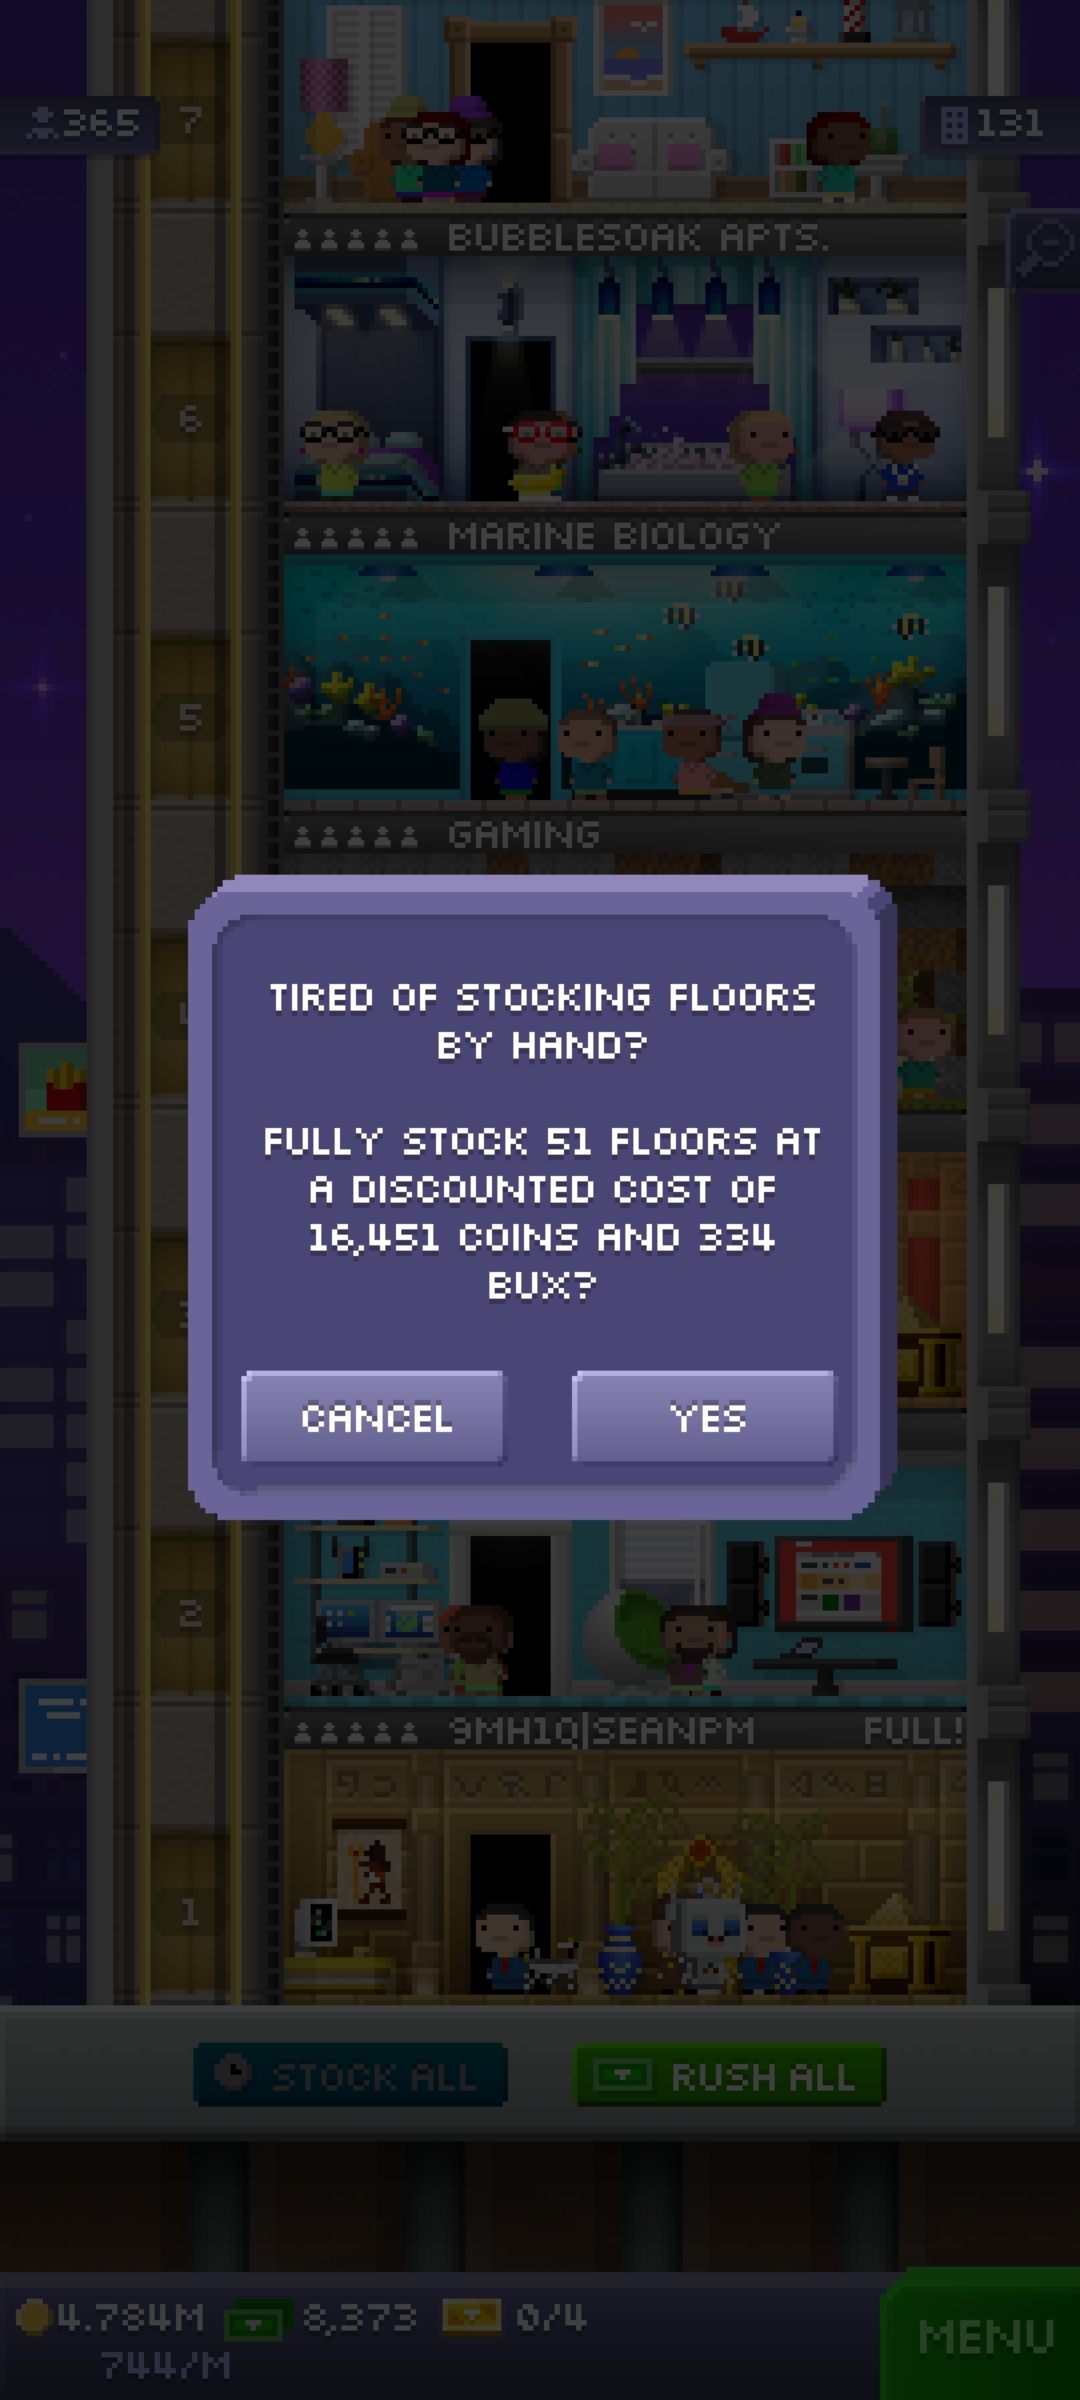 365
7
131
BUBBLESOAK APTS.
6
MARINE BIOLOGY
5
GAMING
TIRED OF STOCKING FLOORS
BY HAND?
FULLY STOCK 51 FLOORS AT
A DISCOUNTED COST OF
16,451 COINS AND 334
BUX?
CANCEL
YES
2
9MH1Q|SEANPM
FULL!
1
STOCK ALL
RUSH ALL
4.784M
8,373
0/4
744/M
MENU